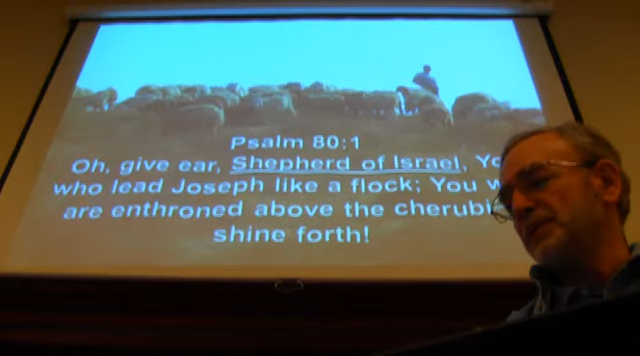 Psalm 80:1
Oh, give ear, Shepherd of Israel,
who lead Joseph like a flock; You
are enthroned above the
shine forth!